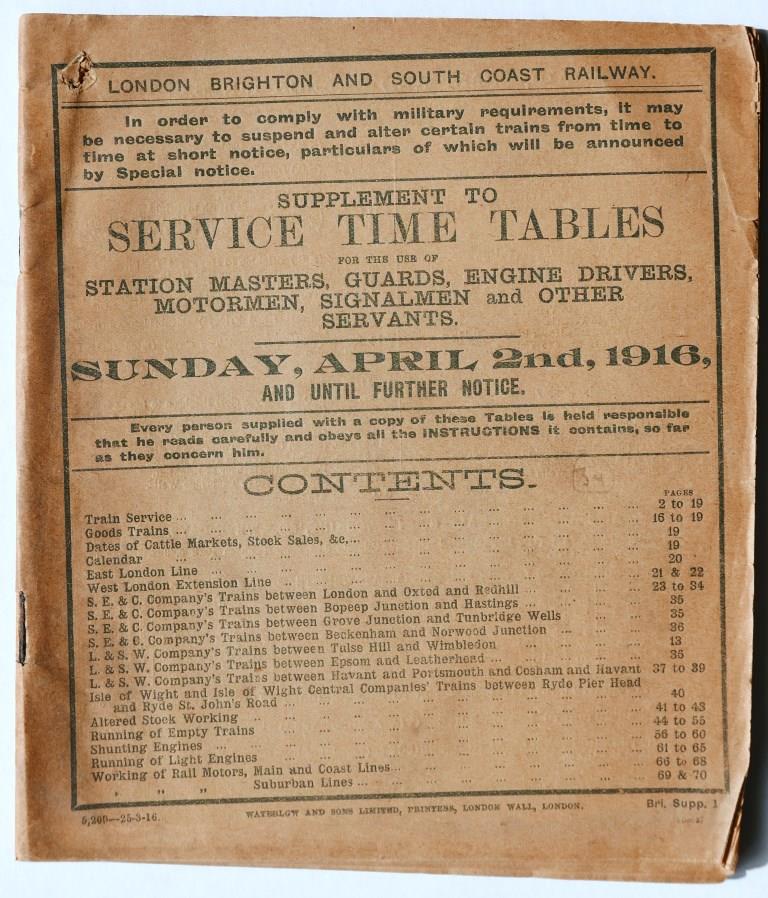 LONDON BRIGHTON AND SOUTH COAST RAILWAY.
In order to comply with military requirements, it may
be necessary to suspend and alter certain trains from time to
time at short notice, particulars of which will be announced
by Special notice.
SUPPLEMENT TO
SERVICE TIME TABLES
FOR THE USE OF
STATION MASTERS, GUARDS, ENGINE DRIVERS,
MOTORMEN, SIGNALMEN and OTHER
SERVANTS.
SUNDAY, APRIL 2nd, 1916,
AND UNTIL FURTHER NOTICE.
Every person supplied with a copy of these Tables is held responsible
that he reads carefully and obeys all the INSTRUCTIONS it contains, so far
as they concern him.
CONTENTS.
PAGES
Train Service ... 2 to 19
Goods Trains ... 16 to 19
Dates of Cattle Markets, Stock Sales, &c. ... 19
Calendar ... 19
East London Line ... 20
West London Extension Line ... 21 & 22
S. E. & C. Company's Trains between London and Oxted and Redhill ... 23 to 34
S. E. & C. Company's Trains between Bopeep Junction and Hastings ... 35
S. E. & C. Company's Trains between Grove Junction and Tunbridge Wells 35
S. E. & C. Company's Trains between Beckenham and Norwood Junction ... 36
L. & S. W. Company's Trains between Tulse Hill and Wimbledon ... 13
L. & S. W. Company's Trains between Epsom and Leatherhead ... 35
L. & S. W. Company's Trains between Havant and Portsmouth and Cosham and Havant 37 to 39
Isle of Wight and Isle of Wight Central Companies' Trains between Ryde Pier Head
and Ryde St. John's Road ... 40
Altered Stock Working ... 41 to 43
Running of Empty Trains ... 44 to 55
Shunting Engines ... 56 to 60
Running of Light Engines ... 61 to 65
Working of Rail Motors, Main and Coast Lines ... 66 to 68
" " " Suburban Lines ... 69 & 70
5,200—25-3-16.
WATERLOW AND SONS LIMITED, PRINTERS, LONDON WALL, LONDON.
Bri. Supp. 1